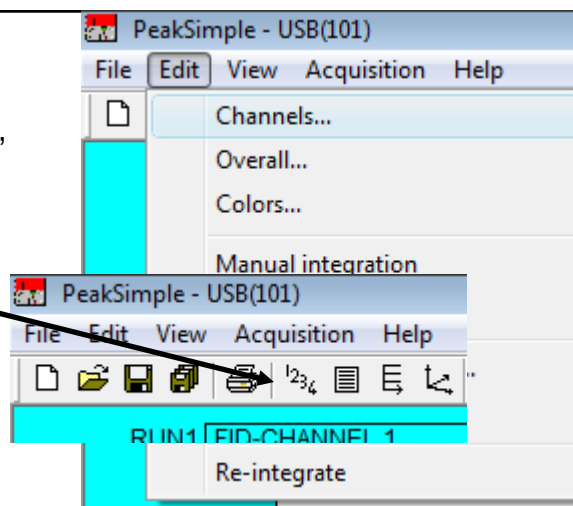 PeakSimple - USB(101)
File Edit View Acquisition Help
Channels...
,
Overall...
Colors...
Manual integration
PeakSimple - USB(101)
File Edit View Acquisition Help
1234
RUN1 FID-CHANNEL 1
Re-integrate